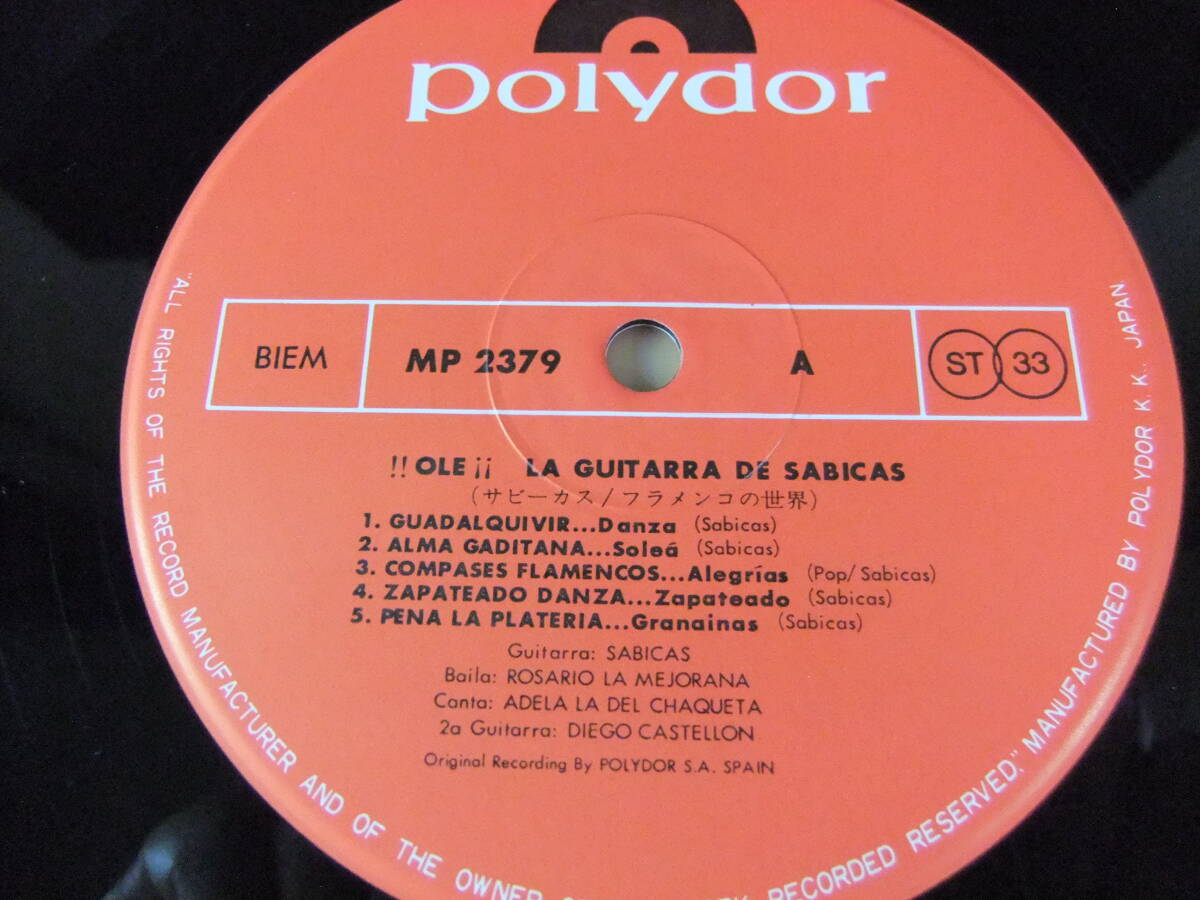 polydor
BIEM MP 2379 A ST 33
!!OLE¡¡ LA GUITARRA DE SABICAS
(サビーカス/フラメンコの世界)
1. GUADALQUIVIR...Danza (Sabicas)
2. ALMA GADITANA...Soleá (Sabicas)
3. COMPASES FLAMENCOS...Alegrías (Pop/Sabicas)
4. ZAPATEADO DANZA...Zapateado (Sabicas)
5. PENA LA PLATERIA...Granainas (Sabicas)
Guitarra: SABICAS
Baila: ROSARIO LA MEJORANA
Canta: ADELA LA DEL CHAQUETA
2a Guitarra: DIEGO CASTELLON
Original Recording By POLYDOR S.A. SPAIN
"ALL RIGHTS OF THE RECORD MANUFACTURER AND OF THE OWNER RECORDED RESERVED." MANUFACTURED BY POLYDOR K. K., JAPAN